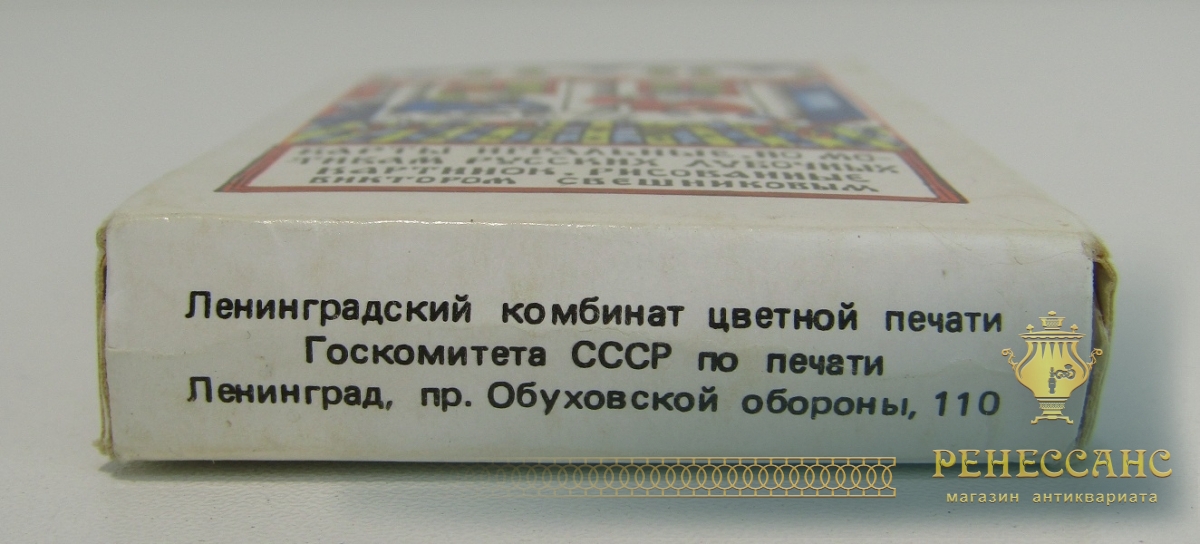 КАРТЫ ИГРАЛЬНЫЕ. ПО МО-
ТИКАМ РУССКИХ ЛУБОЧНЫХ
КАРТИНОК. РИСОВАННЫЕ
ВИКТОРОМ СВЕШНИКОВЫМ
Ленинградский комбинат цветной печати
Госкомитета СССР по печати
Ленинград, пр. Обуховской обороны, 110
РЕНЕССАНС
магазин антиквариата